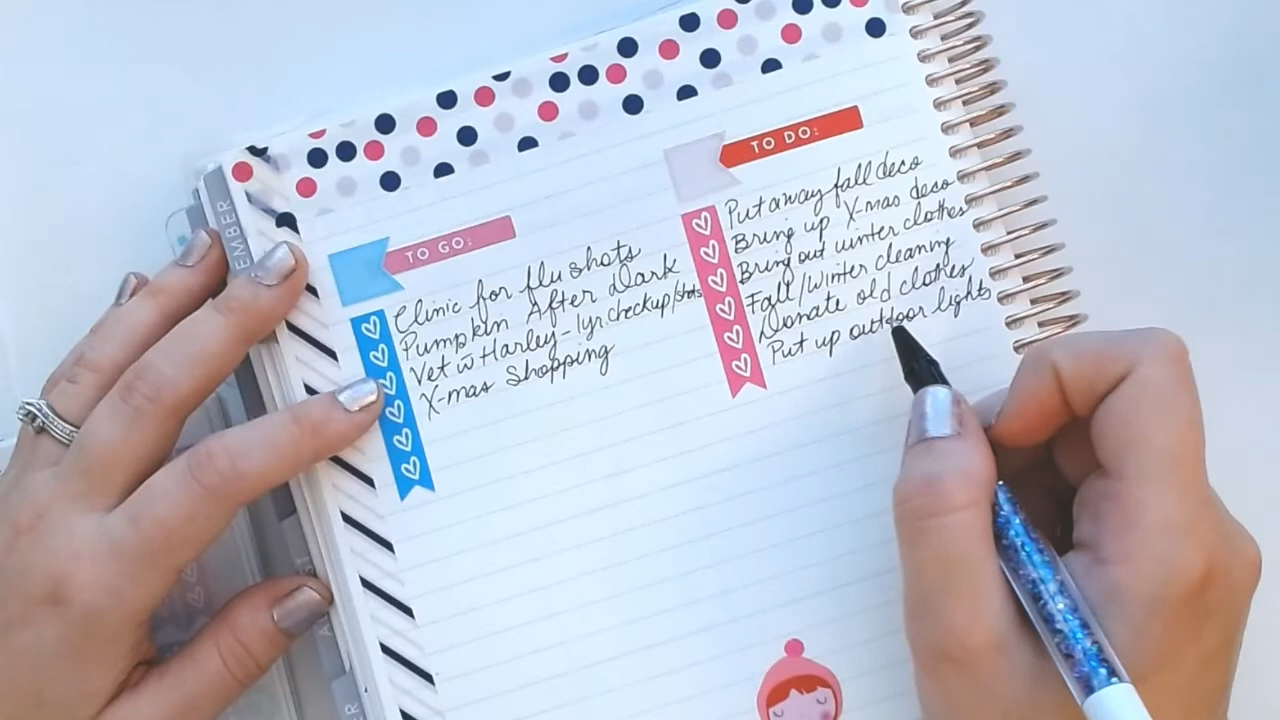 EMBER
TO GO:
Clinic for flu shots
Pumpkin After Dark
Vet w̄ Harley - 1yr. checkup/shots
X-mas Shopping
TO DO:
Put away fall deco
Bring up X-mas deco
Bring out winter clothes
Fall/Winter cleaning
Donate old clothes
Put up outdoor lights